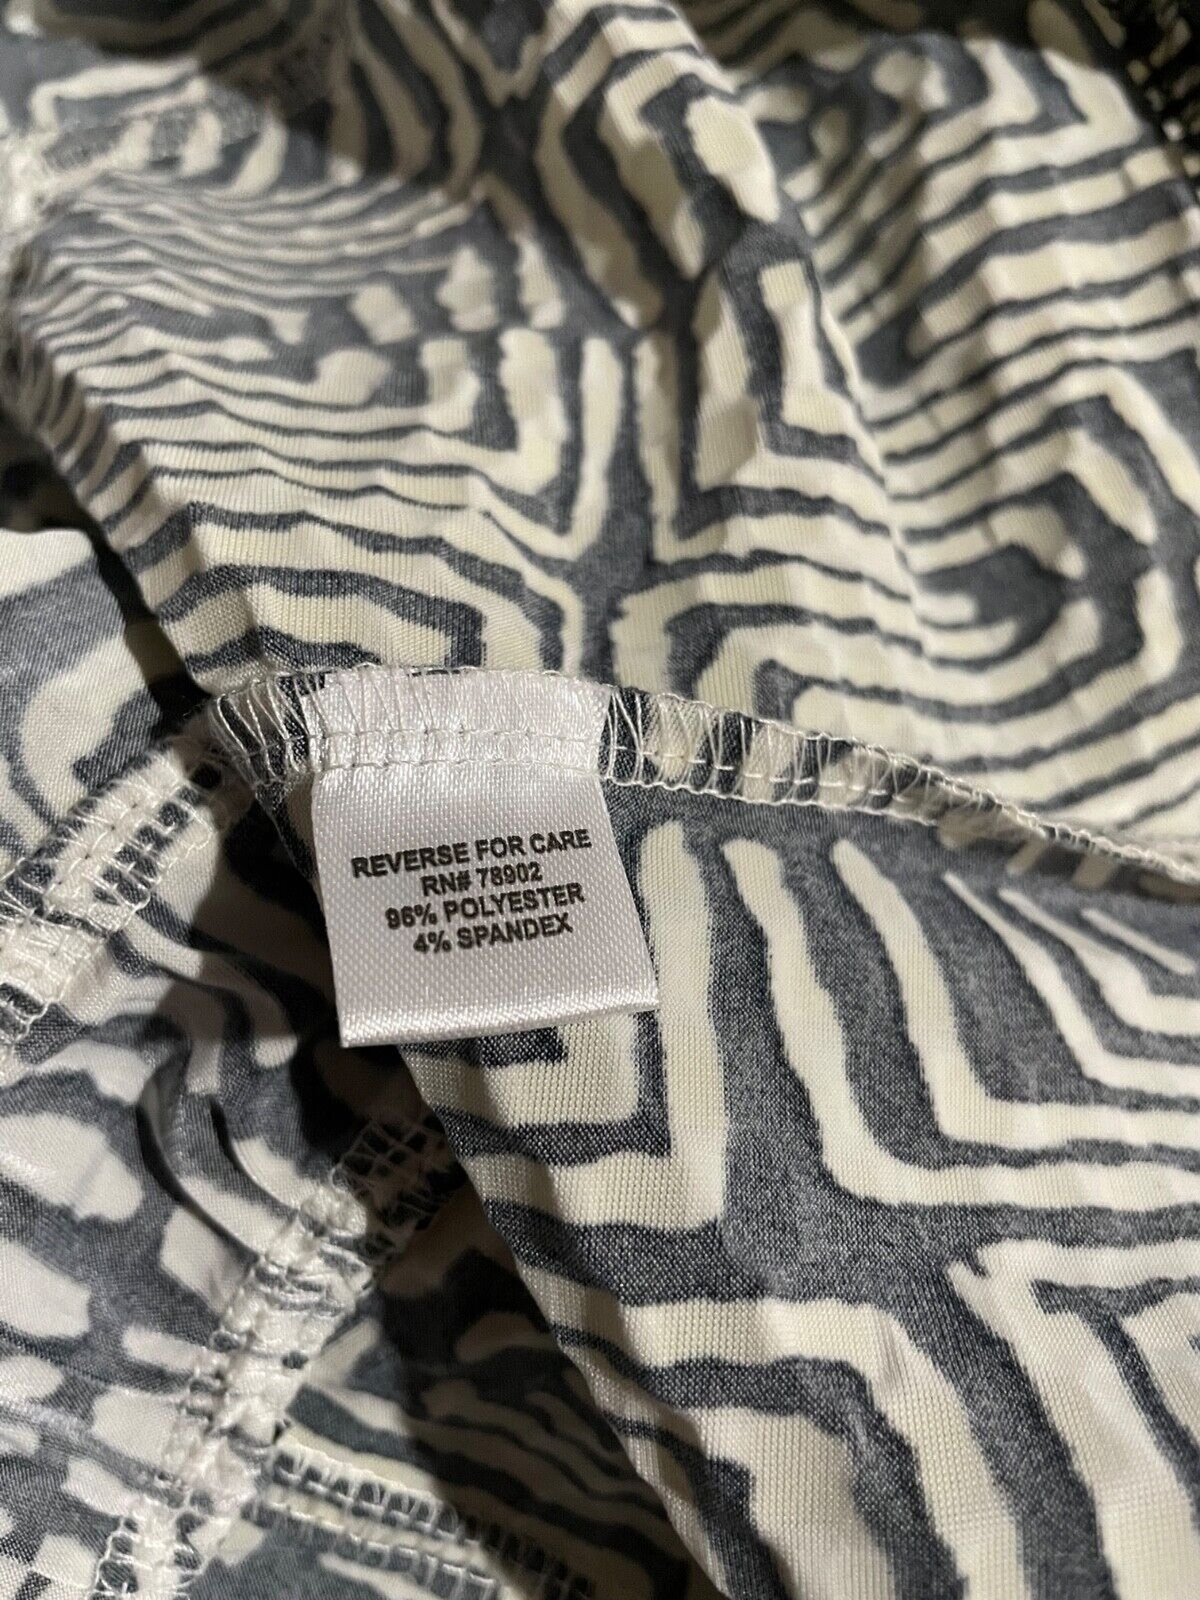 REVERSE FOR CARE
RN# 78902
96% POLYESTER
4% SPANDEX